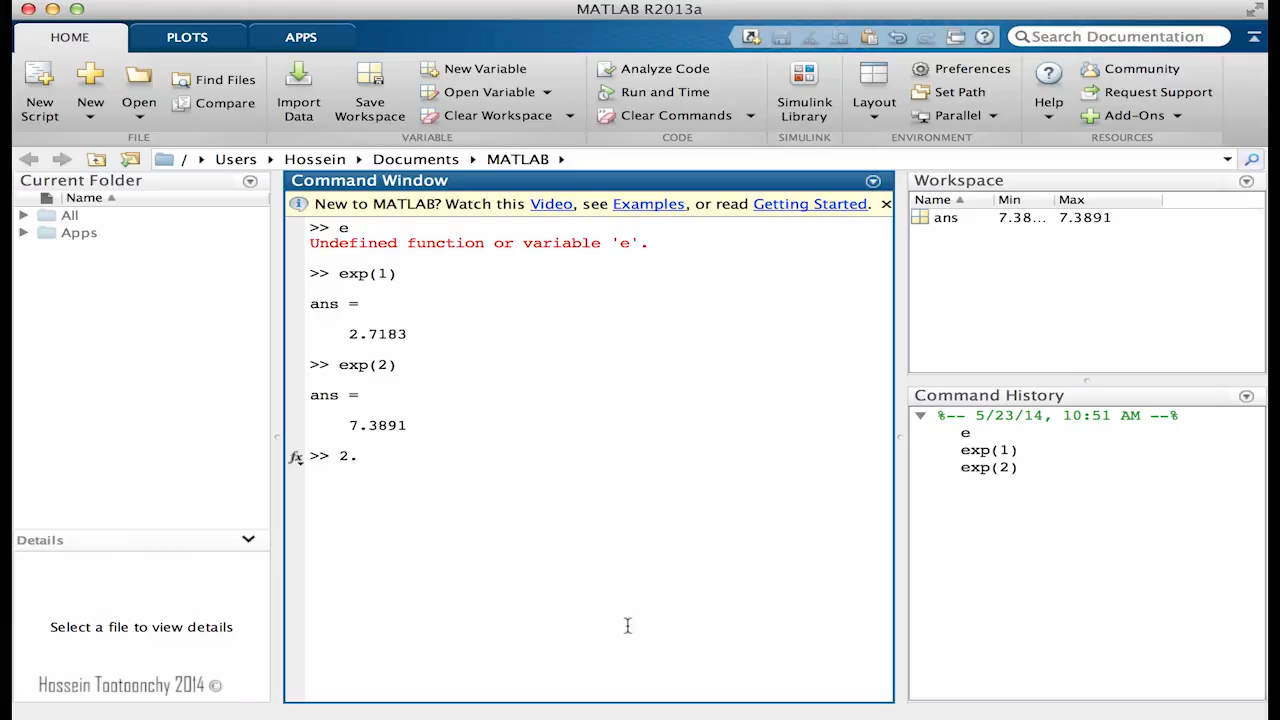 MATLAB R2013a
HOME PLOTS APPS
Search Documentation
New Script
New
Open
Find Files
Compare
FILE
Import Data
Save Workspace
New Variable
Open Variable
Clear Workspace
VARIABLE
Analyze Code
Run and Time
Clear Commands
CODE
Simulink Library
SIMULINK
Layout
Preferences
Set Path
Parallel
ENVIRONMENT
Help
Community
Request Support
Add-Ons
RESOURCES
/ Users Hossein Documents MATLAB
Current Folder
Name
All
Apps
Details
Select a file to view details
Hossein Tootoonchy 2014 ©
Command Window
New to MATLAB? Watch this Video, see Examples, or read Getting Started.
>> e
Undefined function or variable 'e'.
>> exp(1)
ans =
2.7183
>> exp(2)
ans =
7.3891
fx >> 2.
Workspace
Name Min Max
ans 7.38... 7.3891
Command History
%-- 5/23/14, 10:51 AM --%
e
exp(1)
exp(2)